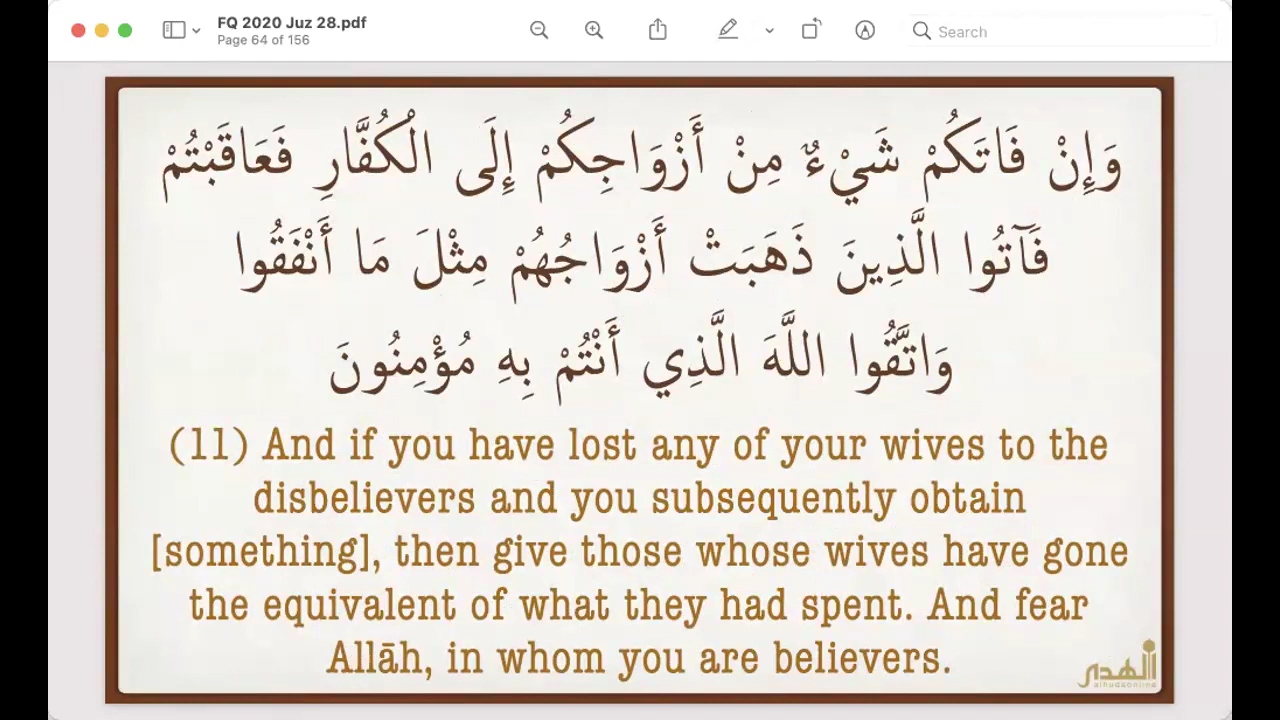 FQ 2020 Juz 28.pdf
Page 64 of 156
Search
وَإِنْ فَاتَكُمْ شَيْءٌ مِنْ أَزْوَاجِكُمْ إِلَى الْكُفَّارِ فَعَاقَبْتُمْ
فَآتُوا الَّذِينَ ذَهَبَتْ أَزْوَاجُهُمْ مِثْلَ مَا أَنْفَقُوا
وَاتَّقُوا اللَّهَ الَّذِي أَنْتُمْ بِهِ مُؤْمِنُونَ
(11) And if you have lost any of your wives to the
disbelievers and you subsequently obtain
[something], then give those whose wives have gone
the equivalent of what they had spent. And fear
Allāh, in whom you are believers.
الهدى
alhudaonline